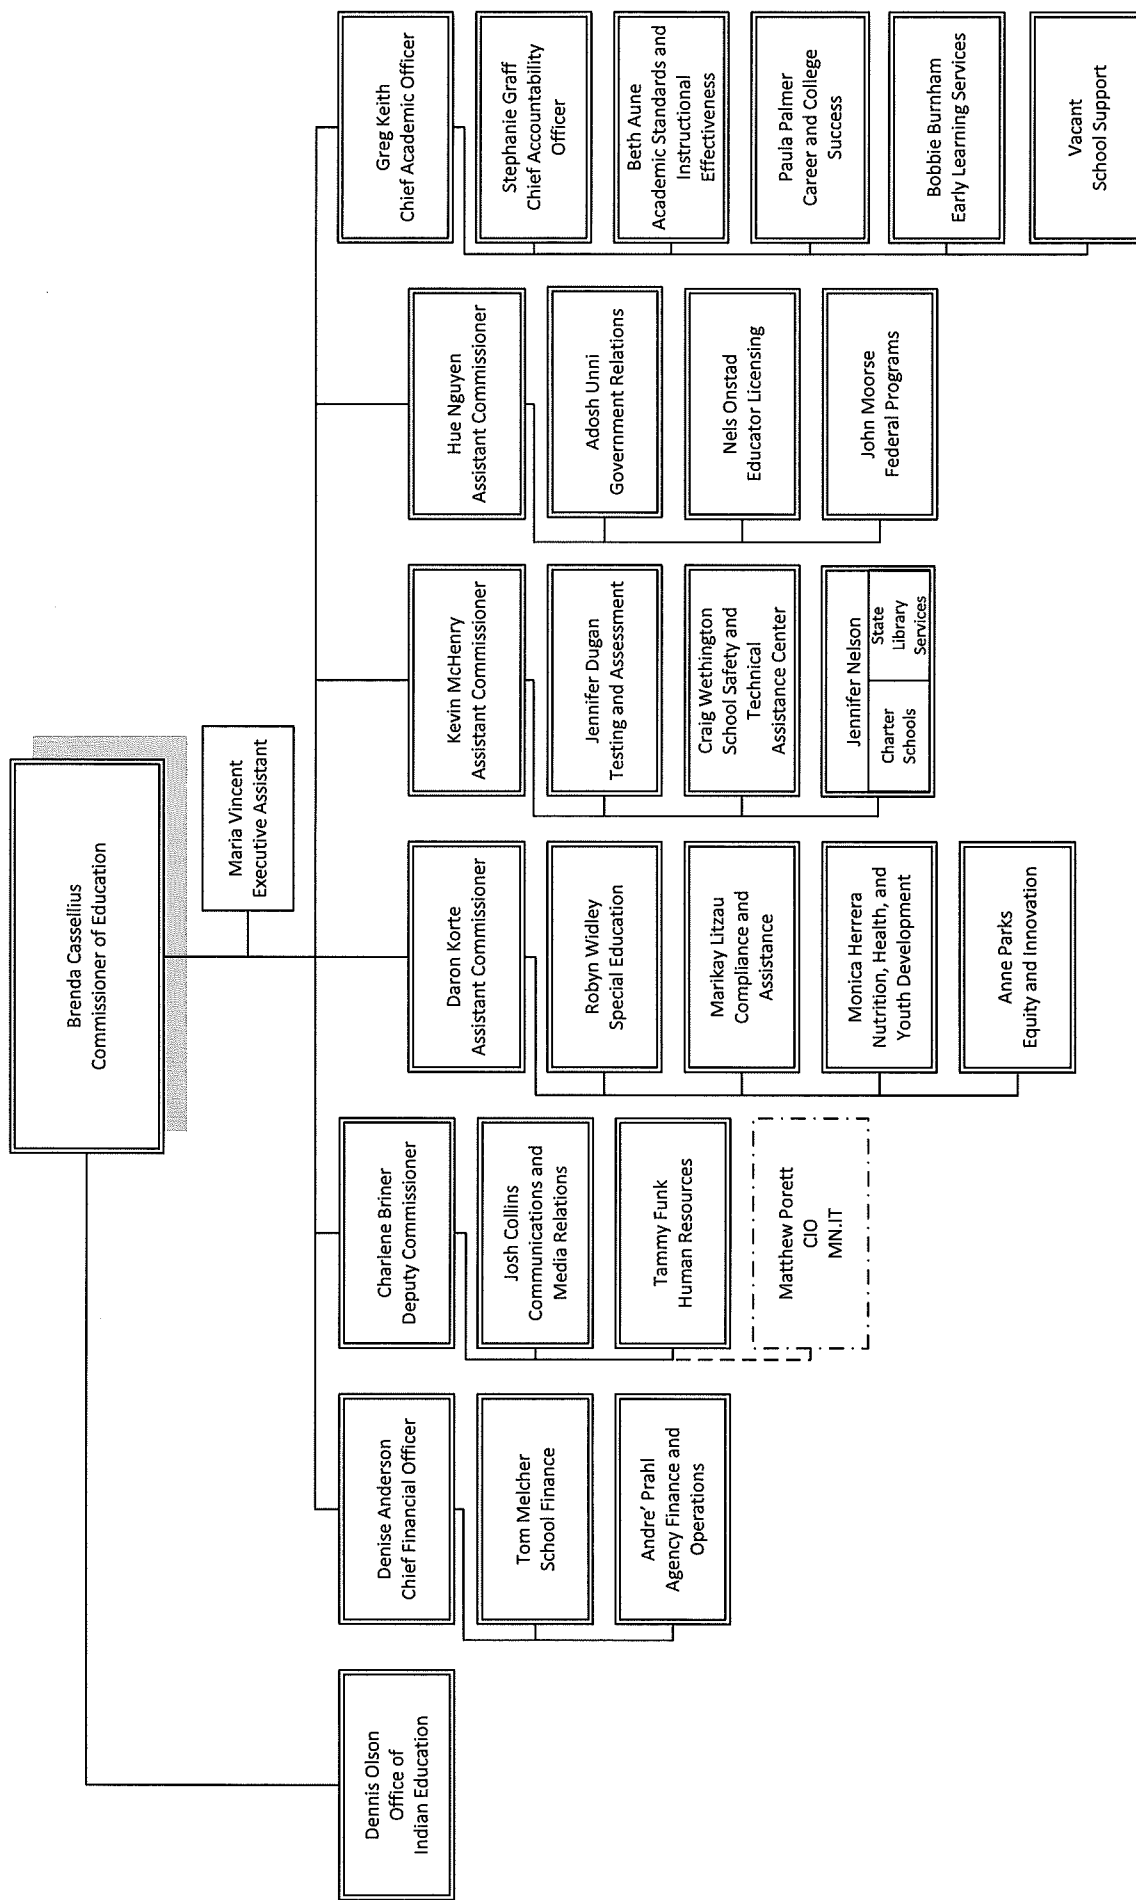 Brenda Cassellius
Commissioner of Education
Maria Vincent
Executive Assistant
Dennis Olson
Office of
Indian Education
Denise Anderson
Chief Financial Officer
Tom Melcher
School Finance
Andre' Prahl
Agency Finance and
Operations
Charlene Briner
Deputy Commissioner
Josh Collins
Communications and
Media Relations
Tammy Funk
Human Resources
Matthew Porett
CIO
MN.IT
Daron Korte
Assistant Commissioner
Robyn Widley
Special Education
Marikay Litzau
Compliance and
Assistance
Monica Herrera
Nutrition, Health, and
Youth Development
Anne Parks
Equity and Innovation
Kevin McHenry
Assistant Commissioner
Jennifer Dugan
Testing and Assessment
Craig Wethington
School Safety and
Technical
Assistance Center
Jennifer Nelson
Charter
Schools
State
Library
Services
Hue Nguyen
Assistant Commissioner
Adosh Unni
Government Relations
Nels Onstad
Educator Licensing
John Moorse
Federal Programs
Greg Keith
Chief Academic Officer
Stephanie Graff
Chief Accountability
Officer
Beth Aune
Academic Standards and
Instructional
Effectiveness
Paula Palmer
Career and College
Success
Bobbie Burnham
Early Learning Services
Vacant
School Support